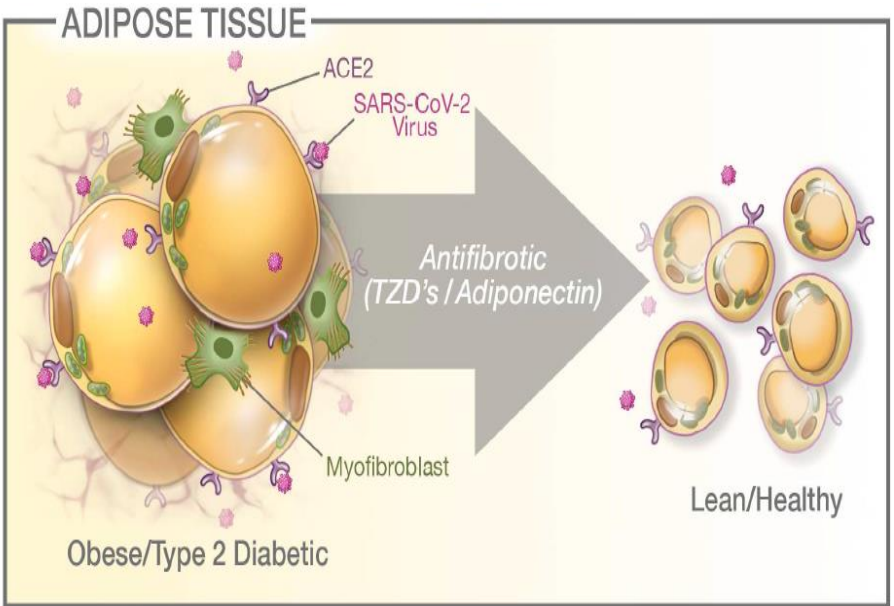 ADIPOSE TISSUE
ACE2
SARS-CoV-2
Virus
Antifibrotic
(TZD's / Adiponectin)
Myofibroblast
Lean/Healthy
Obese/Type 2 Diabetic